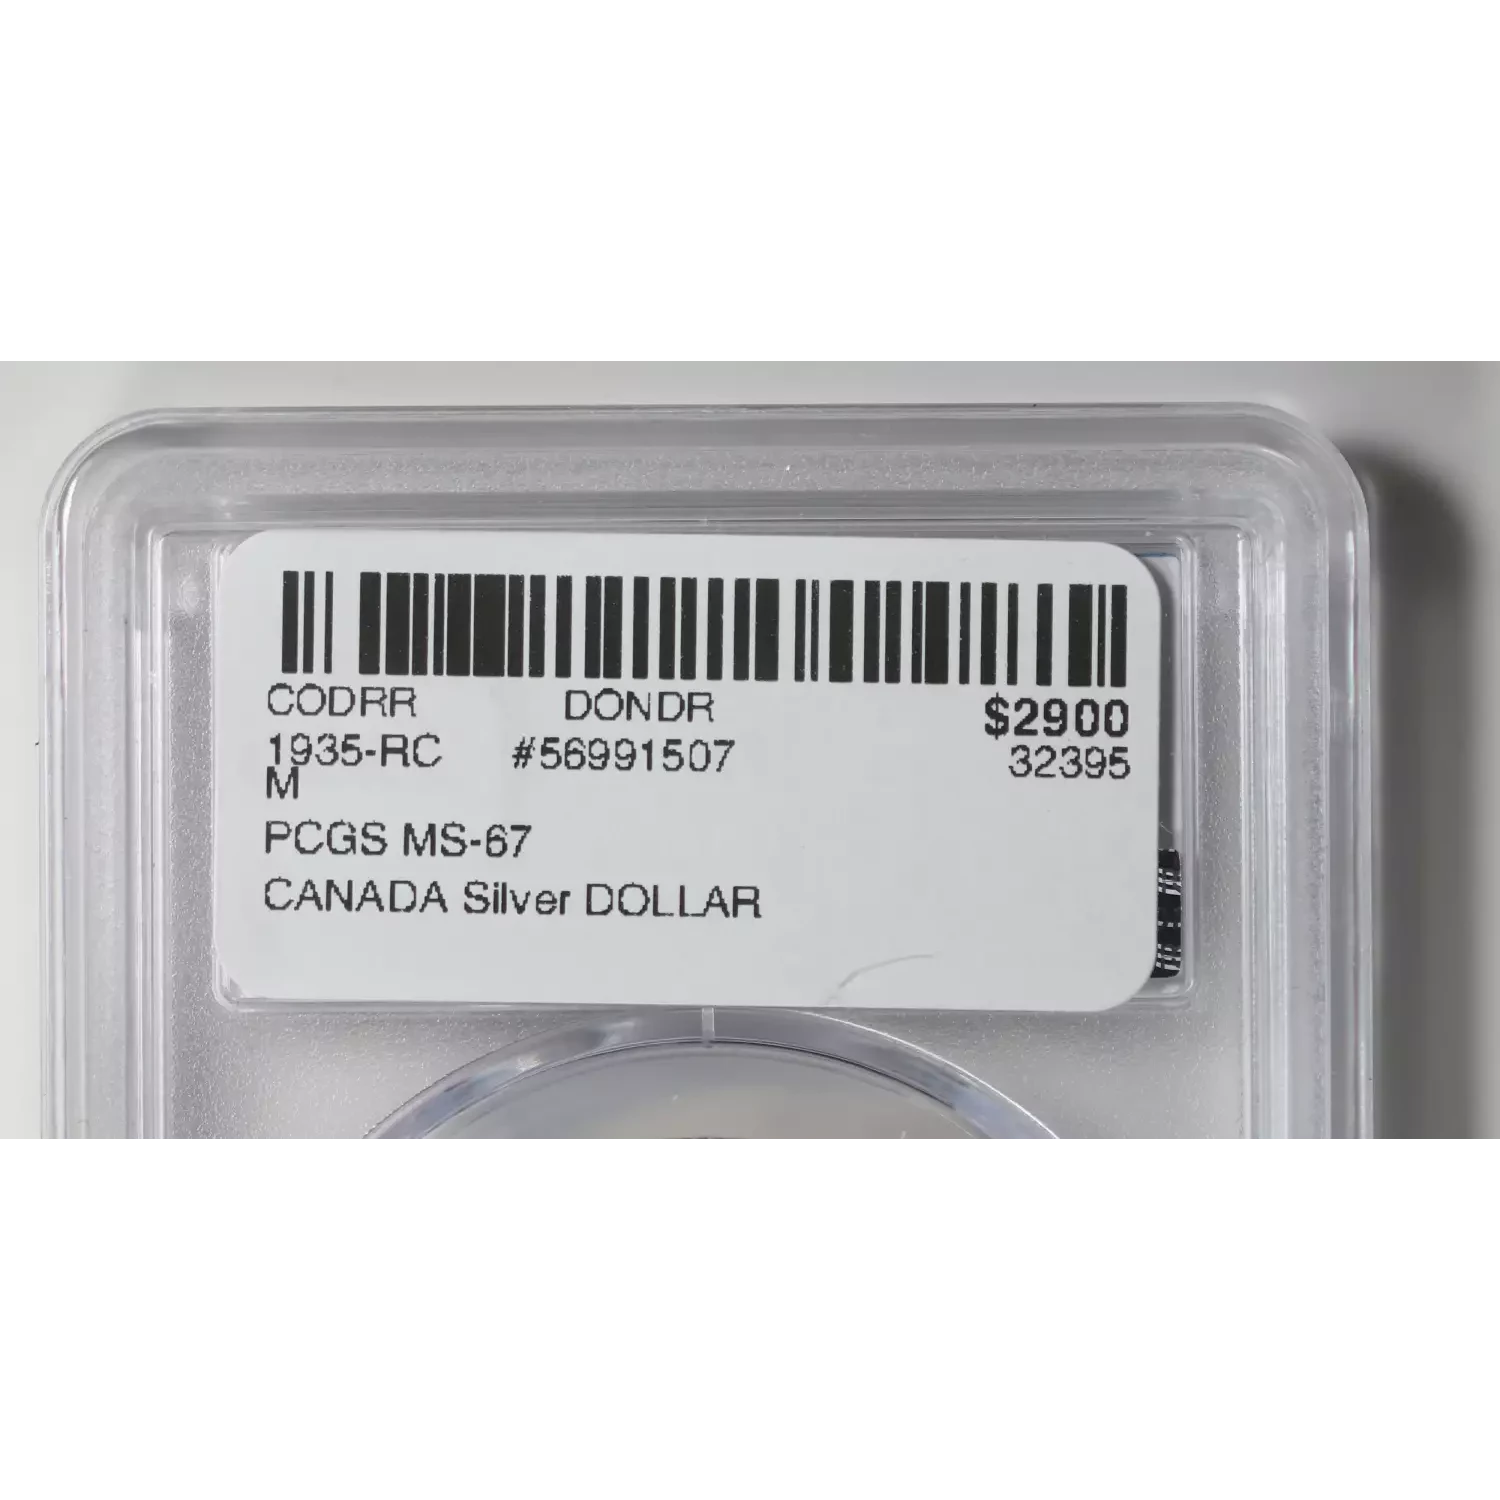 CODRR DONDR $2900
1935-RC #56991507 32395
M
PCGS MS-67
CANADA Silver DOLLAR